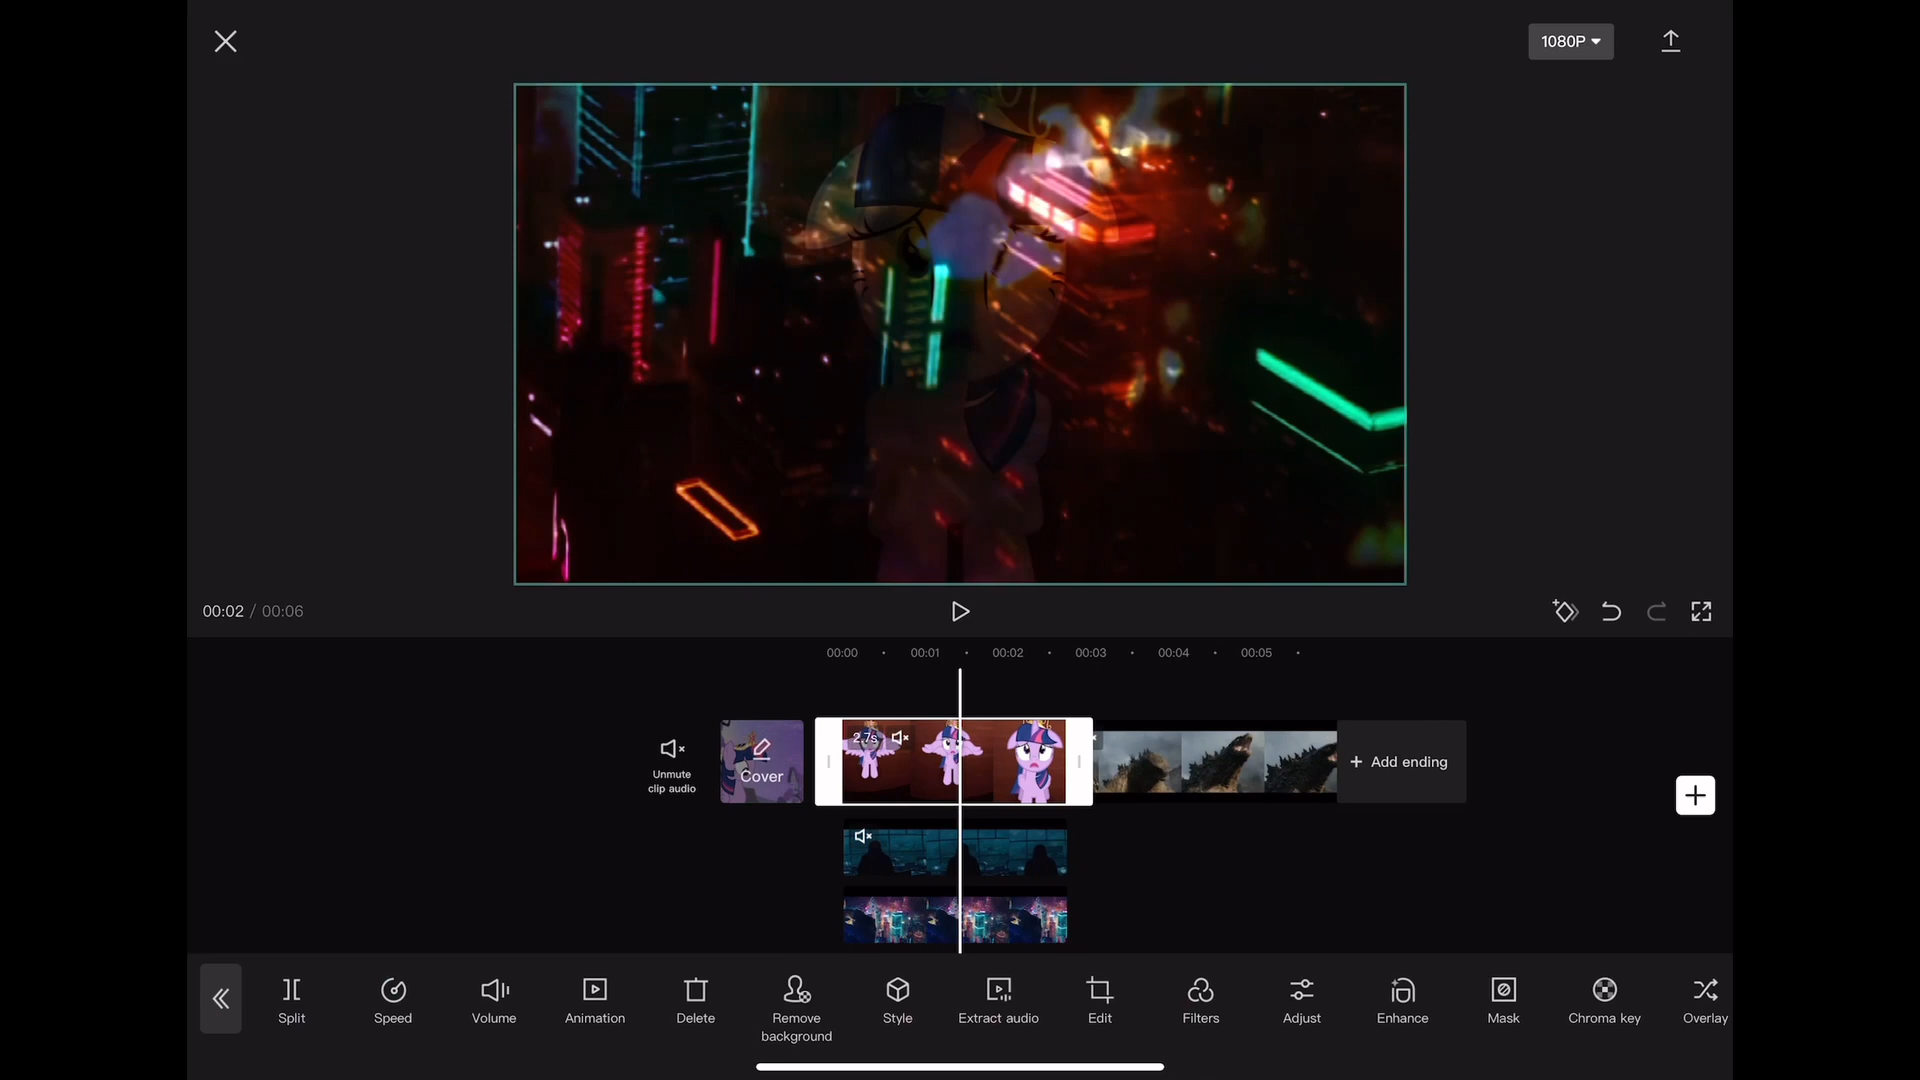 1080P
00:02 / 00:06
00:00 00:01 00:02 00:03 00:04 00:05
Unmute
clip audio
Cover
2.7s
+ Add ending
Split
Speed
Volume
Animation
Delete
Remove
background
Style
Extract audio
Edit
Filters
Adjust
Enhance
Mask
Chroma key
Overlay